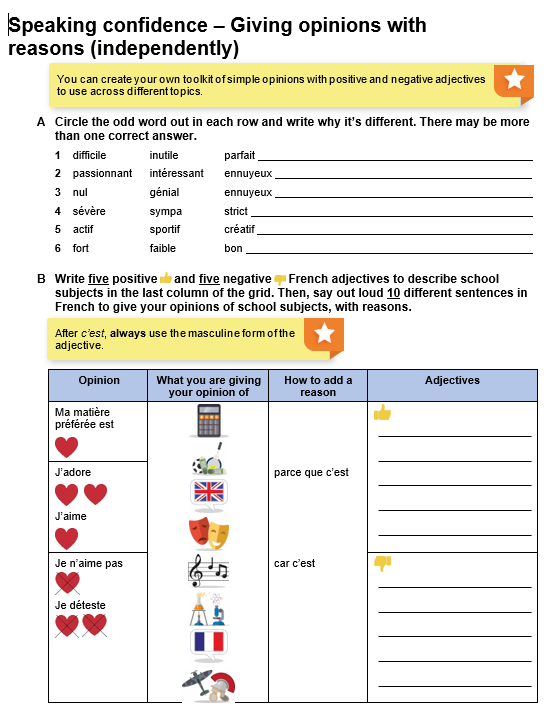 Speaking confidence – Giving opinions with
reasons (independently)
You can create your own toolkit of simple opinions with positive and negative adjectives
to use across different topics.
A Circle the odd word out in each row and write why it’s different. There may be more
than one correct answer.
1 difficile inutile parfait
2 passionnant intéressant ennuyeux
3 nul génial ennuyeux
4 sévère sympa strict
5 actif sportif créatif
6 fort faible bon
B Write five positive and five negative French adjectives to describe school
subjects in the last column of the grid. Then, say out loud 10 different sentences in
French to give your opinions of school subjects, with reasons.
After c’est, always use the masculine form of the
adjective.
Opinion What you are giving How to add a Adjectives
your opinion of reason
Ma matière
préférée est
J’adore parce que c’est
J’aime
Je n’aime pas car c’est
Je déteste